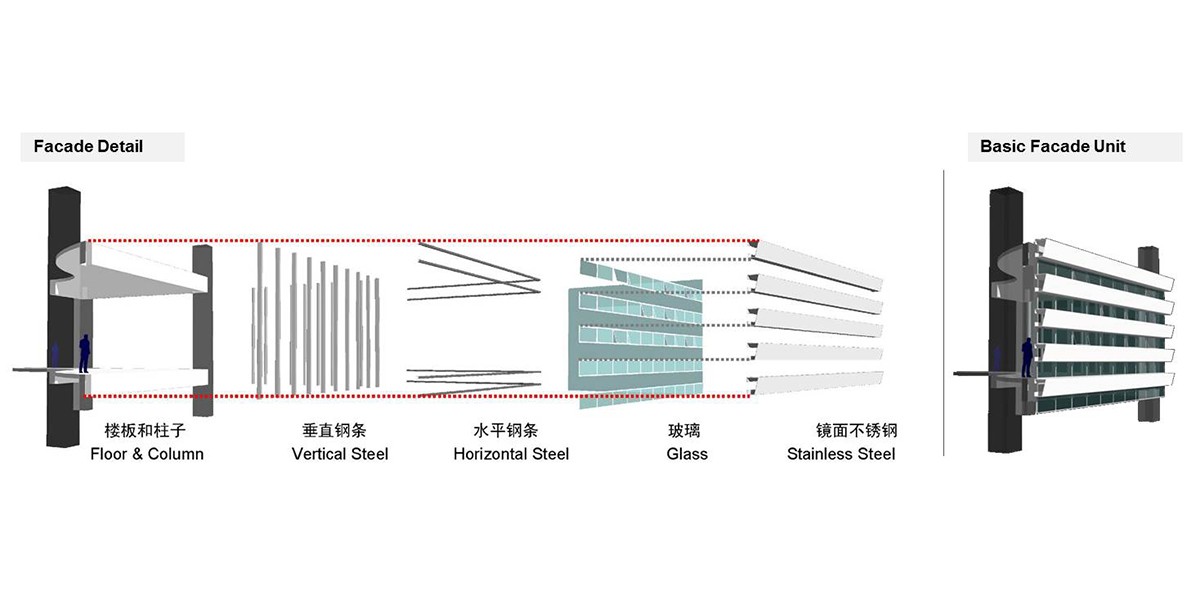 Facade Detail
Basic Facade Unit
楼板和柱子
Floor & Column
垂直钢条
Vertical Steel
水平钢条
Horizontal Steel
玻璃
Glass
镜面不锈钢
Stainless Steel